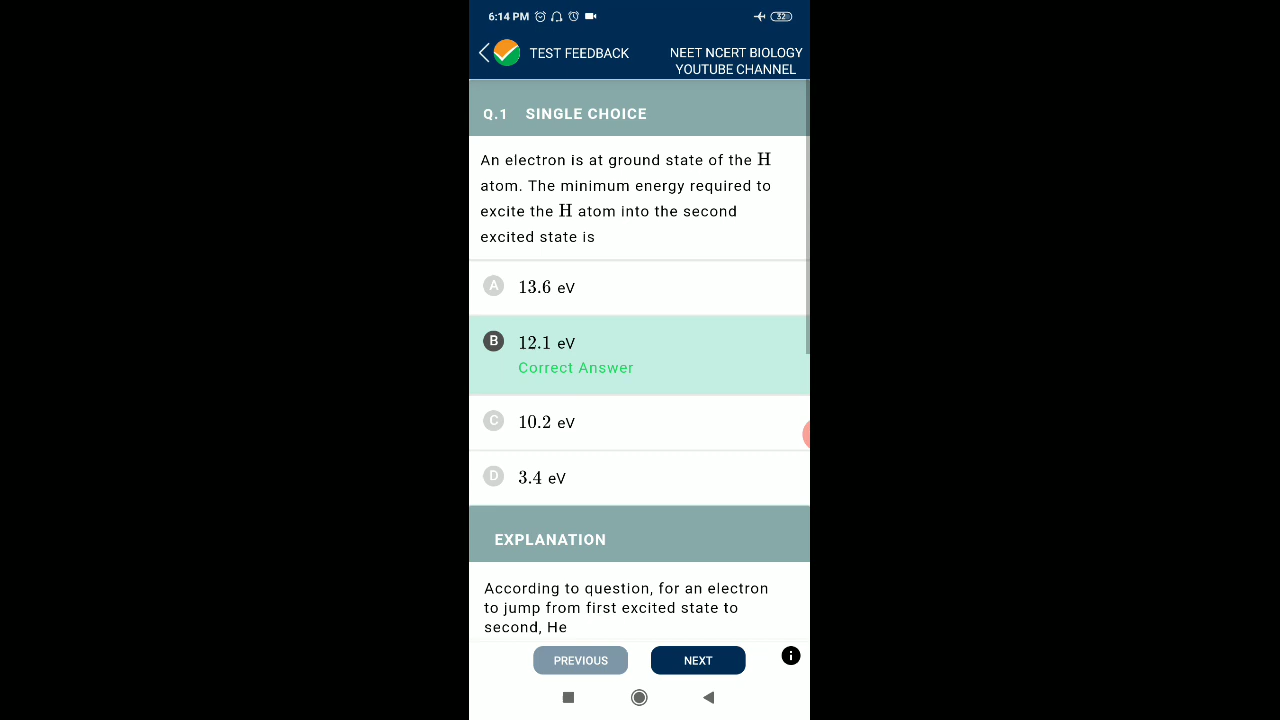 6:14 PM
32
TEST FEEDBACK
NEET NCERT BIOLOGY
YOUTUBE CHANNEL
Q.1 SINGLE CHOICE
An electron is at ground state of the H
atom. The minimum energy required to
excite the H atom into the second
excited state is
A 13.6 eV
B 12.1 eV
Correct Answer
C 10.2 eV
D 3.4 eV
EXPLANATION
According to question, for an electron
to jump from first excited state to
second, He
PREVIOUS
NEXT